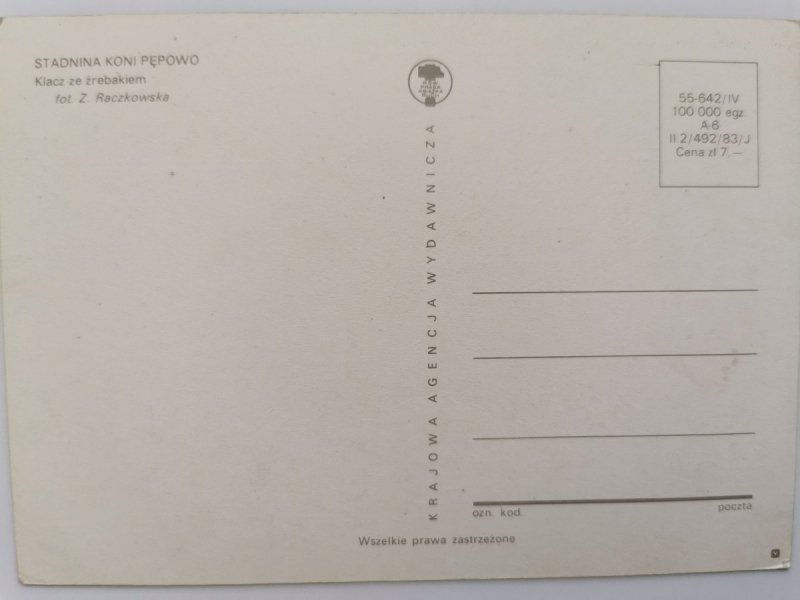 STADNINA KONI PĘPOWO
Klacz ze źrebakiem
fot. Z. Raczkowska
KRAJOWA AGENCJA WYDAWNICZA
55-642/IV
100 000 egz.
A-6
II 2/492/83/J
Cena zł 7,—
ozn. kod.
poczta
Wszelkie prawa zastrzeżone